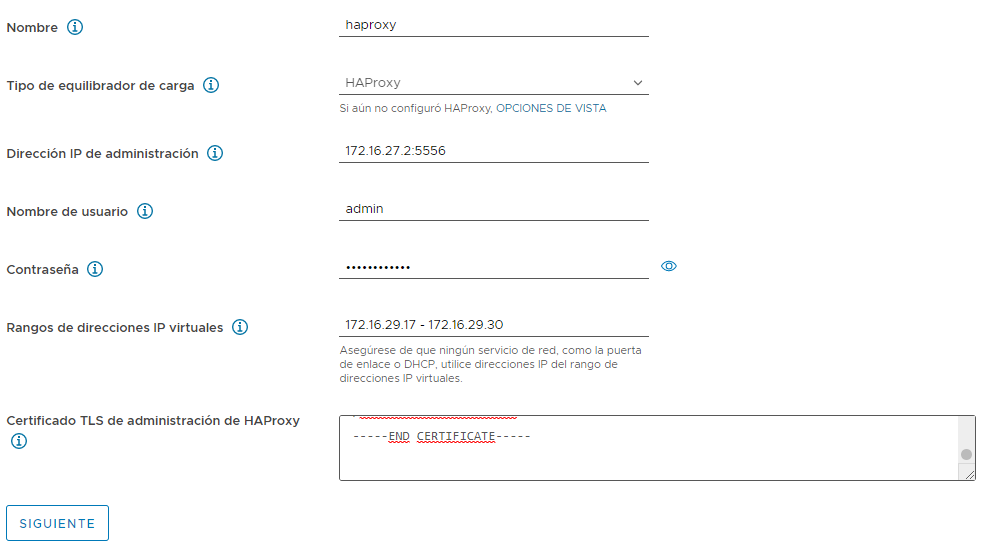 Nombre
haproxy
Tipo de equilibrador de carga
HAProxy
Si aún no configuró HAProxy, OPCIONES DE VISTA
Dirección IP de administración
172.16.27.2:5556
Nombre de usuario
admin
Contraseña
••••••••••••
Rangos de direcciones IP virtuales
172.16.29.17 - 172.16.29.30
Asegúrese de que ningún servicio de red, como la puerta
de enlace o DHCP, utilice direcciones IP del rango de
direcciones IP virtuales.
Certificado TLS de administración de HAProxy
-----END CERTIFICATE-----
SIGUIENTE